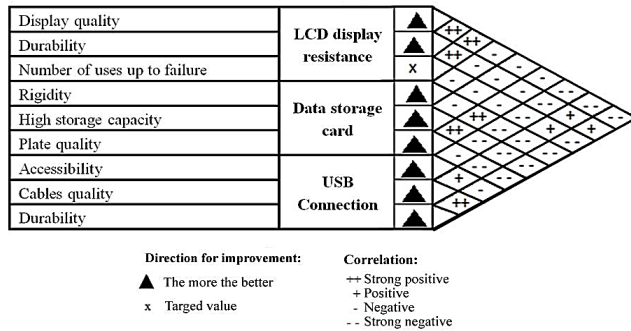 Display quality
Durability
Number of uses up to failure
LCD display
resistance
x
Rigidity
High storage capacity
Plate quality
Data storage
card
Accessibility
Cables quality
Durability
USB
Connection
Direction for improvement:
The more the better
x Targed value
Correlation:
++ Strong positive
+ Positive
- Negative
- - Strong negative